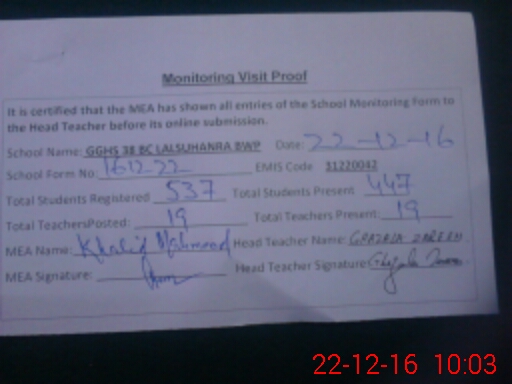 Monitoring Visit Proof
It is certified that the MEA has shown all entries of the School Monitoring Form to
the Head Teacher before its online submission.
School Name: GGHS 38 BC LALSUHANRA BWP Date: 22-12-16
School Form No 161222 EMIS Code 31220042
Total Students Registered 537 Total Students Present 447
Total TeachersPosted: 19 Total Teachers Present: 19
MEA Name: Khalid Mahmood Head Teacher Name: GHAZALA ZAREEN
MEA Signature: Head Teacher Signature: Ghazala
22-12-16 10:03